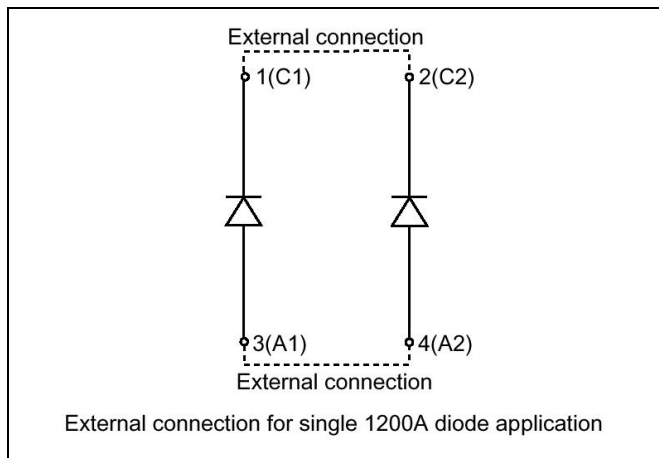 External connection
1(C1)
2(C2)
3(A1)
4(A2)
External connection
External connection for single 1200A diode application